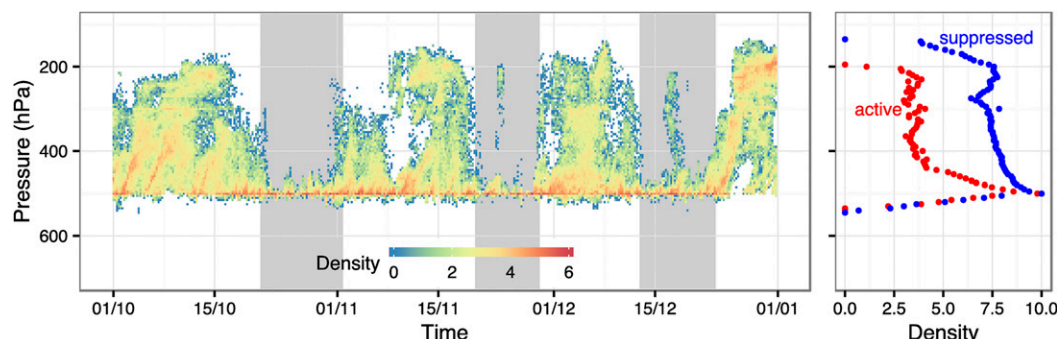 200
400
600
Pressure (hPa)
Density
0 2 4 6
01/10 15/10 01/11 15/11 01/12 15/12 01/01
Time
suppressed
active
0.0 2.5 5.0 7.5 10.0
Density